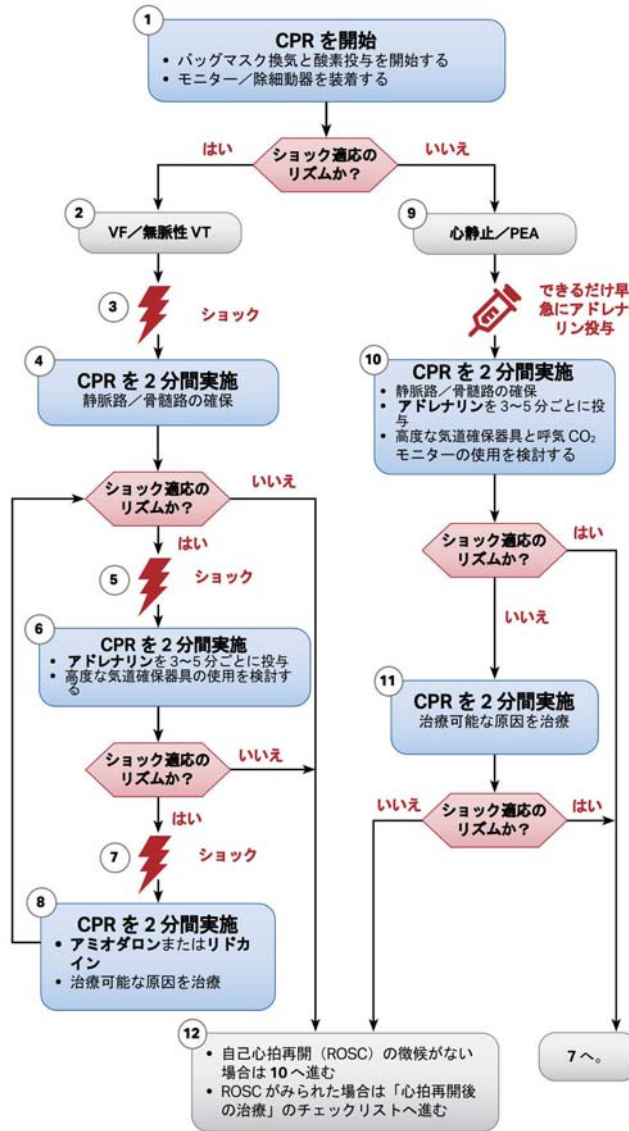 1
CPR を開始
• バッグマスク換気と酸素投与を開始する
• モニター／除細動器を装着する
はい
ショック適応の
リズムか？
いいえ
2
VF／無脈性 VT
9
心静止／PEA
3
ショック
できるだけ早
急にアドレナ
リン投与
4
CPR を 2 分間実施
静脈路／骨髄路の確保
10
CPR を 2 分間実施
• 静脈路／骨髄路の確保
• アドレナリンを 3〜5 分ごとに投
与
• 高度な気道確保器具と呼気 CO₂
モニターの使用を検討する
ショック適応の
リズムか？
いいえ
はい
ショック適応の
リズムか？
はい
いいえ
5
ショック
6
CPR を 2 分間実施
• アドレナリンを 3〜5 分ごとに投与
• 高度な気道確保器具の使用を検討す
る
11
CPR を 2 分間実施
治療可能な原因を治療
ショック適応の
リズムか？
いいえ
はい
いいえ
ショック適応の
リズムか？
はい
7
ショック
8
CPR を 2 分間実施
• アミオダロンまたはリドカ
イン
• 治療可能な原因を治療
12
• 自己心拍再開（ROSC）の徴候がない
場合は 10 へ進む
• ROSC がみられた場合は「心拍再開後
の治療」のチェックリストへ進む
7 へ。